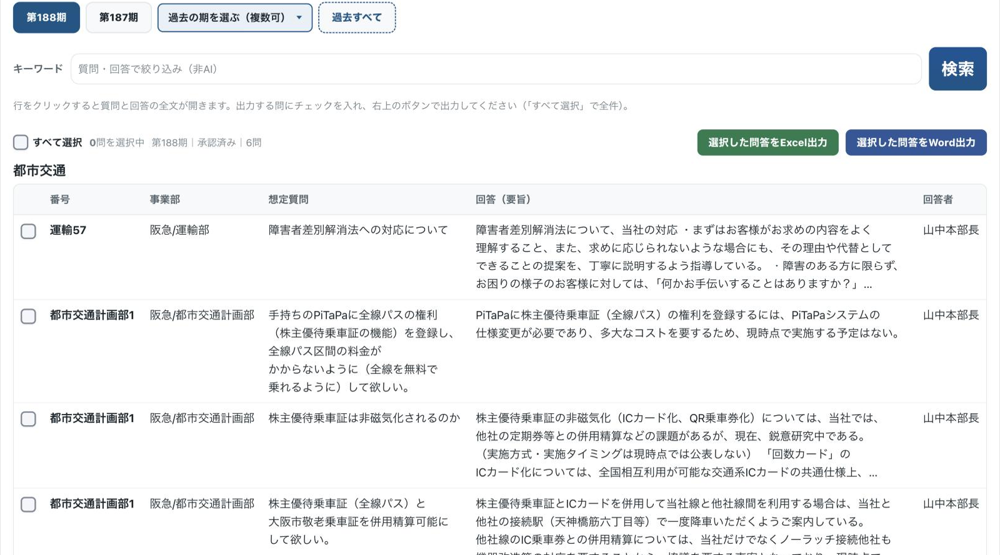 第188期 第187期 過去の期を選ぶ（複数可） 過去すべて
キーワード 質問・回答で絞り込み（非AI） 検索
行をクリックすると質問と回答の全文が開きます。出力する問にチェックを入れ、右上のボタンで出力してください（「すべて選択」で全件）。
すべて選択 0問を選択中 第188期｜承認済み｜6問 選択した問答をExcel出力 選択した問答をWord出力
都市交通
番号 事業部 想定質問 回答（要旨） 回答者
運輸57 阪急/運輸部 障害者差別解消法への対応について 障害者差別解消法について、当社の対応 ・まずはお客様がお求めの内容をよく 山中本部長
理解すること、また、求めに応じられないような場合にも、その理由や代替として
できることの提案を、丁寧に説明するよう指導している。 ・障害のある方に限らず、
お困りの様子のお客様に対しては、「何かお手伝いすることはありますか？」…
都市交通計画部1 阪急/都市交通計画部 手持ちのPiTaPaに全線パスの権利 PiTaPaに株主優待乗車証（全線パス）の権利を登録するには、PiTaPaシステムの 山中本部長
（株主優待乗車証の機能）を登録し、 仕様変更が必要であり、多大なコストを要するため、現時点で実施する予定はない。
全線パス区間の料金が
かからないように（全線を無料で
乗れるように）して欲しい。
都市交通計画部1 阪急/都市交通計画部 株主優待乗車証は非磁気化されるのか 株主優待乗車証の非磁気化（ICカード化、QR乗車券化）については、当社では、 山中本部長
他社の定期券等との併用精算などの課題があるが、現在、鋭意研究中である。
（実施方式・実施タイミングは現時点では公表しない） 「回数カード」の
ICカード化については、全国相互利用が可能な交通系ICカードの共通仕様上、…
都市交通計画部1 阪急/都市交通計画部 株主優待乗車証（全線パス）と 株主優待乗車証とICカードを併用して当社線と他社線間を利用する場合は、当社と 山中本部長
大阪市敬老乗車証を併用精算可能に 他社の接続駅（天神橋筋六丁目等）で一度降車いただくようご案内している。
して欲しい。 他社線のIC乗車券との併用精算については、当社だけでなくノーラッチ接続他社も